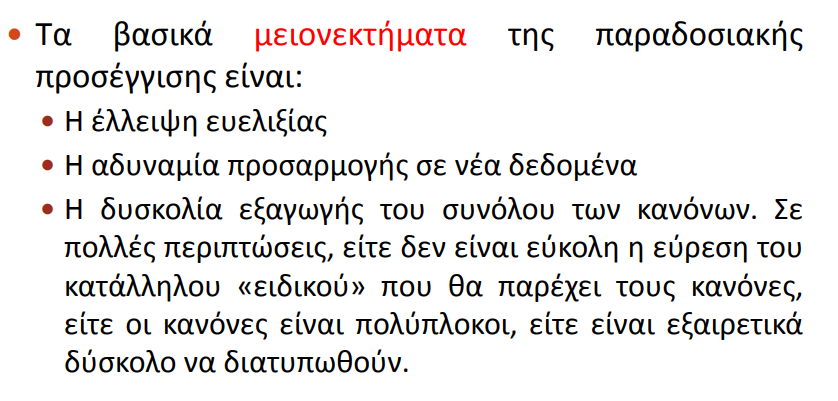 • Τα βασικά μειονεκτήματα της παραδοσιακής
προσέγγισης είναι:
• Η έλλειψη ευελιξίας
• Η αδυναμία προσαρμογής σε νέα δεδομένα
• Η δυσκολία εξαγωγής του συνόλου των κανόνων. Σε
πολλές περιπτώσεις, είτε δεν είναι εύκολη η εύρεση του
κατάλληλου «ειδικού» που θα παρέχει τους κανόνες,
είτε οι κανόνες είναι πολύπλοκοι, είτε είναι εξαιρετικά
δύσκολο να διατυπωθούν.